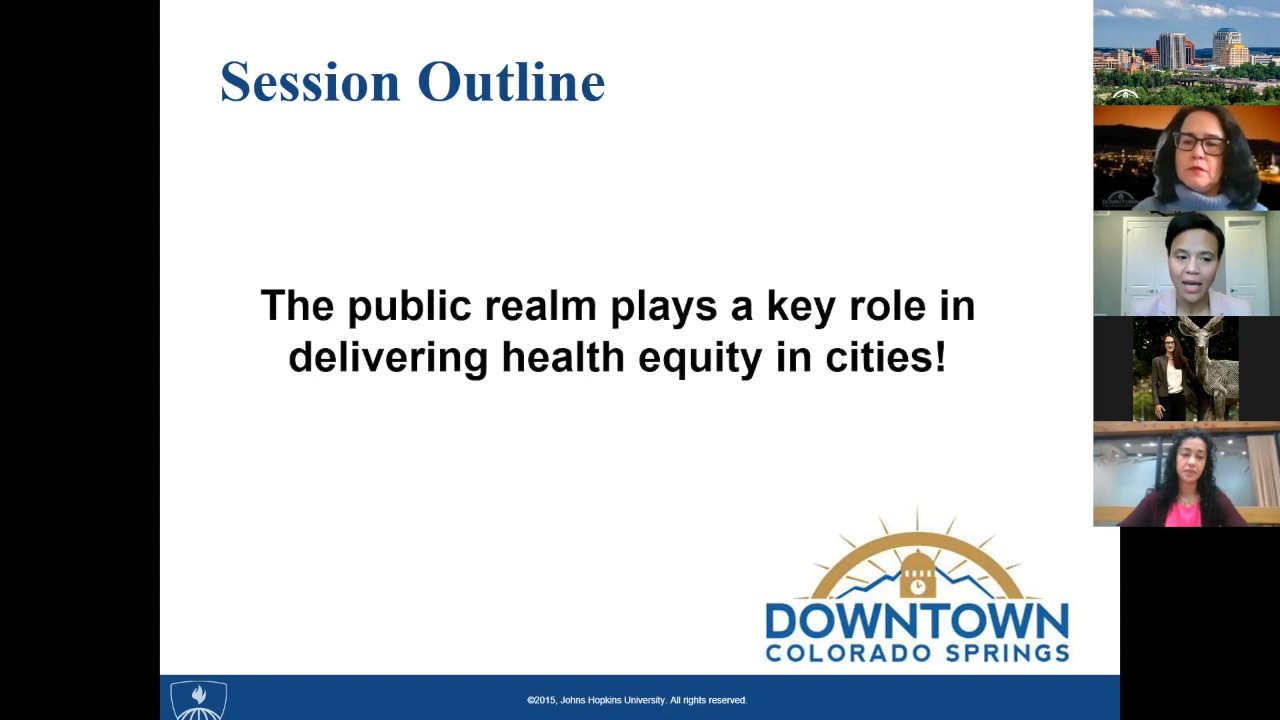 Session Outline
The public realm plays a key role in
delivering health equity in cities!
DOWNTOWN
COLORADO SPRINGS
©2015, Johns Hopkins University. All rights reserved.
DOWNTOWN